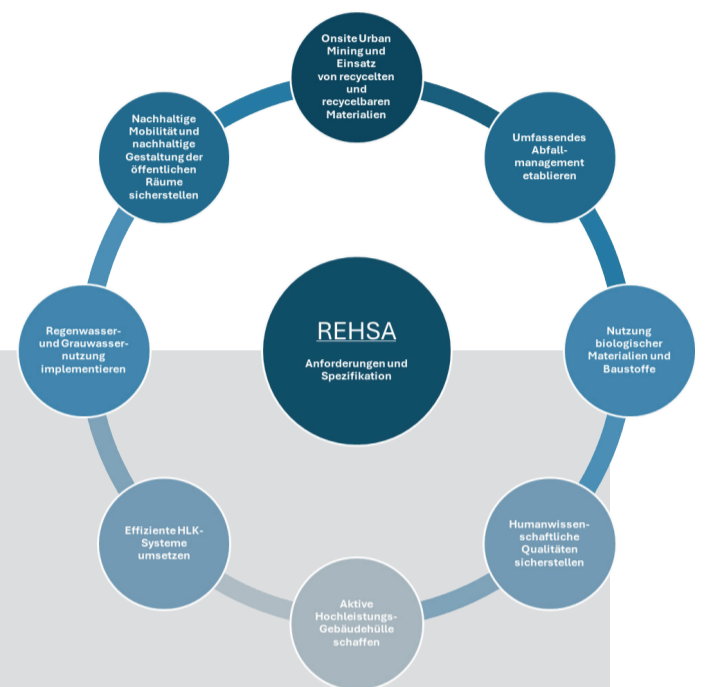 Onsite Urban
Mining und
Einsatz
von recycelten
und
recycelbaren
Materialien
Umfassendes
Abfall-
management
etablieren
Nutzung
biologischer
Materialien und
Baustoffe
Humanwissen-
schaftliche
Qualitäten
sicherstellen
Aktive
Hochleistungs-
Gebäudehülle
schaffen
Effiziente HLK-
Systeme
umsetzen
Regenwasser-
und Grauwasser-
nutzung
implementieren
Nachhaltige
Mobilität und
nachhaltige
Gestaltung der
öffentlichen
Räume
sicherstellen
REHSA
Anforderungen und
Spezifikation